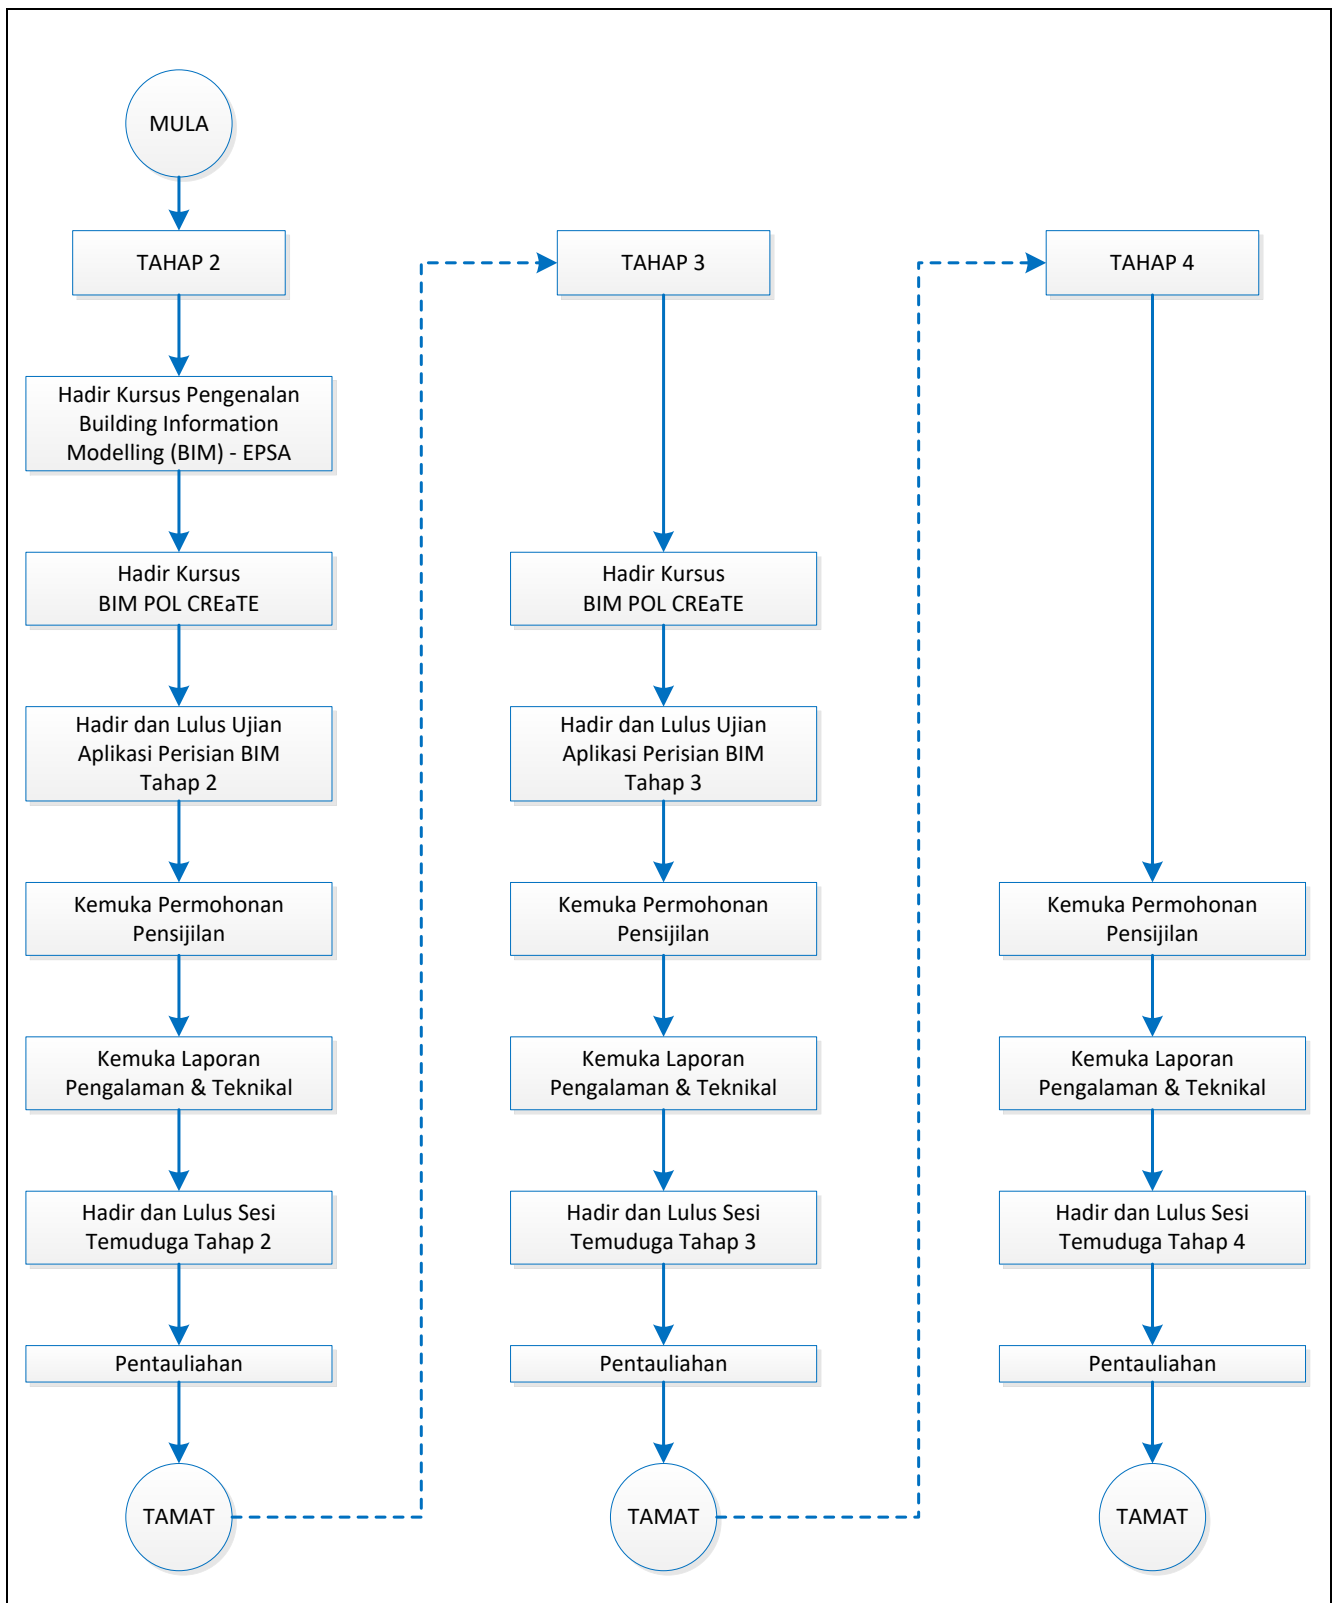 MULA
TAHAP 2
Hadir Kursus Pengenalan
Building Information
Modelling (BIM) - EPSA
Hadir Kursus
BIM POL CREaTE
Hadir dan Lulus Ujian
Aplikasi Perisian BIM
Tahap 2
Kemuka Permohonan
Pensijilan
Kemuka Laporan
Pengalaman & Teknikal
Hadir dan Lulus Sesi
Temuduga Tahap 2
Pentauliahan
TAMAT
TAHAP 3
Hadir Kursus
BIM POL CREaTE
Hadir dan Lulus Ujian
Aplikasi Perisian BIM
Tahap 3
Kemuka Permohonan
Pensijilan
Kemuka Laporan
Pengalaman & Teknikal
Hadir dan Lulus Sesi
Temuduga Tahap 3
Pentauliahan
TAMAT
TAHAP 4
Kemuka Permohonan
Pensijilan
Kemuka Laporan
Pengalaman & Teknikal
Hadir dan Lulus Sesi
Temuduga Tahap 4
Pentauliahan
TAMAT